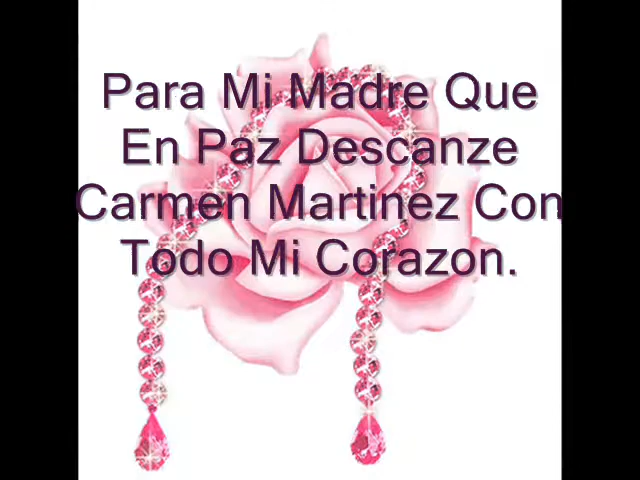 Para Mi Madre Que
En Paz Descanze
Carmen Martinez Con
Todo Mi Corazon.